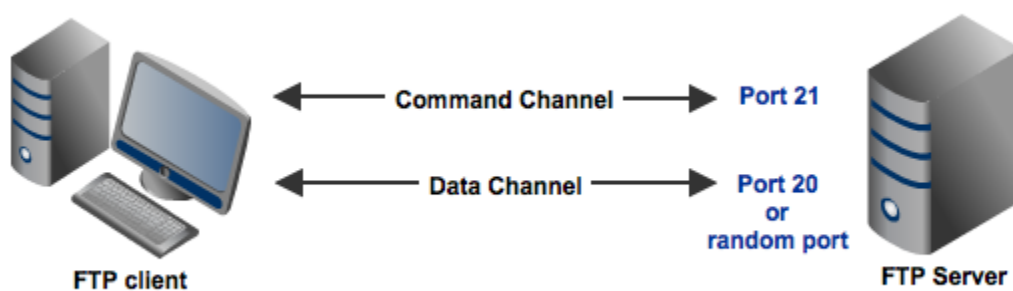 Command Channel
Port 21
Data Channel
Port 20
or
random port
FTP client
FTP Server